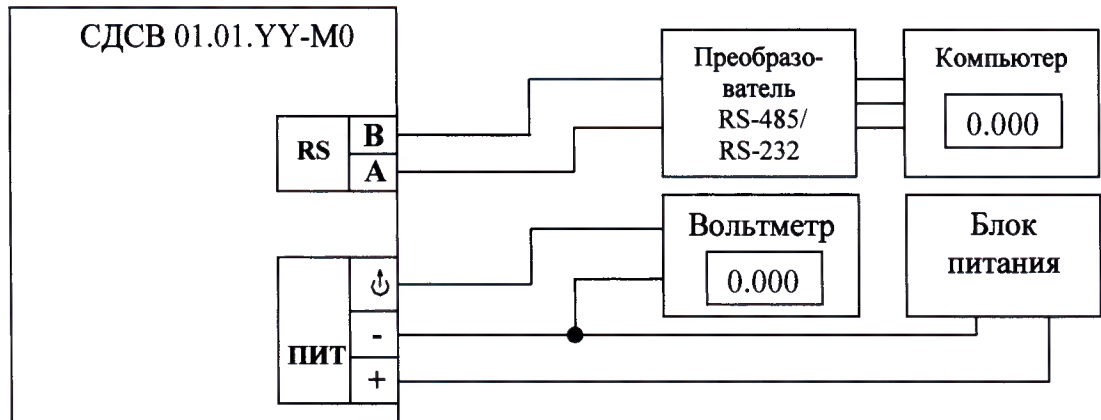 СДСВ 01.01.YY-М0
RS
B
A
ПИТ
-
+
Преобразо-
ватель
RS-485/
RS-232
Компьютер
0.000
Вольтметр
0.000
Блок
питания